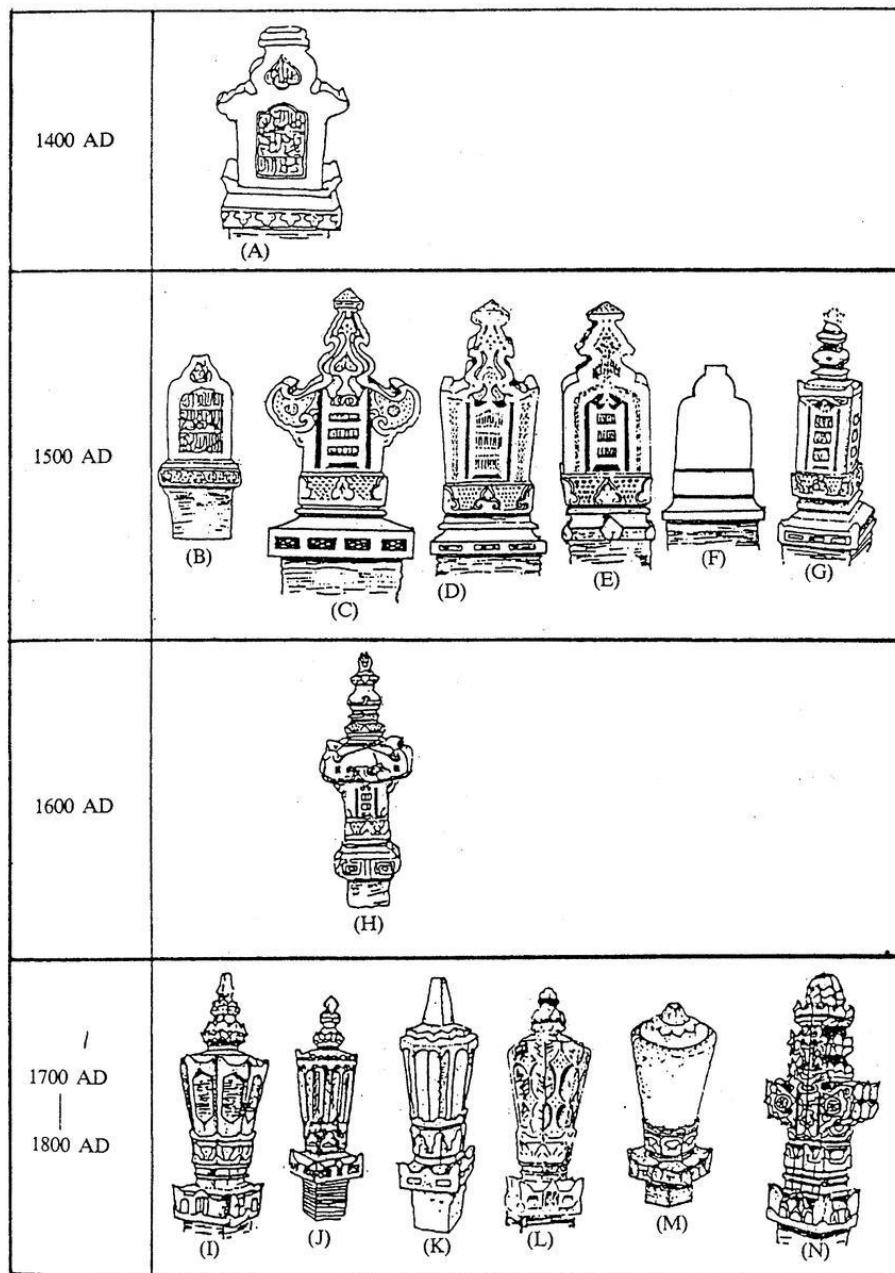 1400 AD
(A)
1500 AD
(B)
(C)
(D)
(E)
(F)
(G)
1600 AD
(H)
1700 AD
1800 AD
(I)
(J)
(K)
(L)
(M)
(N)